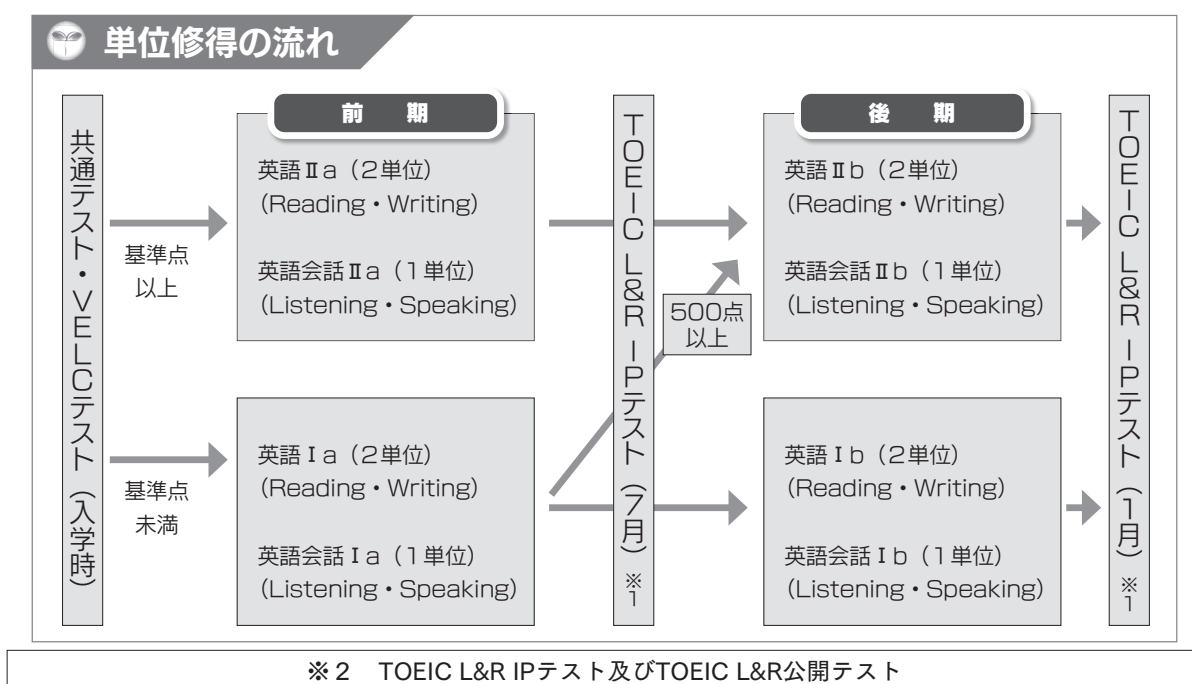 単位修得の流れ
共通テスト・VELCテスト（入学時）
基準点
以上
基準点
未満
前　期
英語Ⅱa（2単位）
（Reading・Writing）
英語会話Ⅱa（1単位）
（Listening・Speaking）
英語Ⅰa（2単位）
（Reading・Writing）
英語会話Ⅰa（1単位）
（Listening・Speaking）
TOEIC L&R IPテスト（7月）※1
500点
以上
後　期
英語Ⅱb（2単位）
（Reading・Writing）
英語会話Ⅱb（1単位）
（Listening・Speaking）
英語Ⅰb（2単位）
（Reading・Writing）
英語会話Ⅰb（1単位）
（Listening・Speaking）
TOEIC L&R IPテスト（1月）※1
※2　TOEIC L&R IPテスト及びTOEIC L&R公開テスト